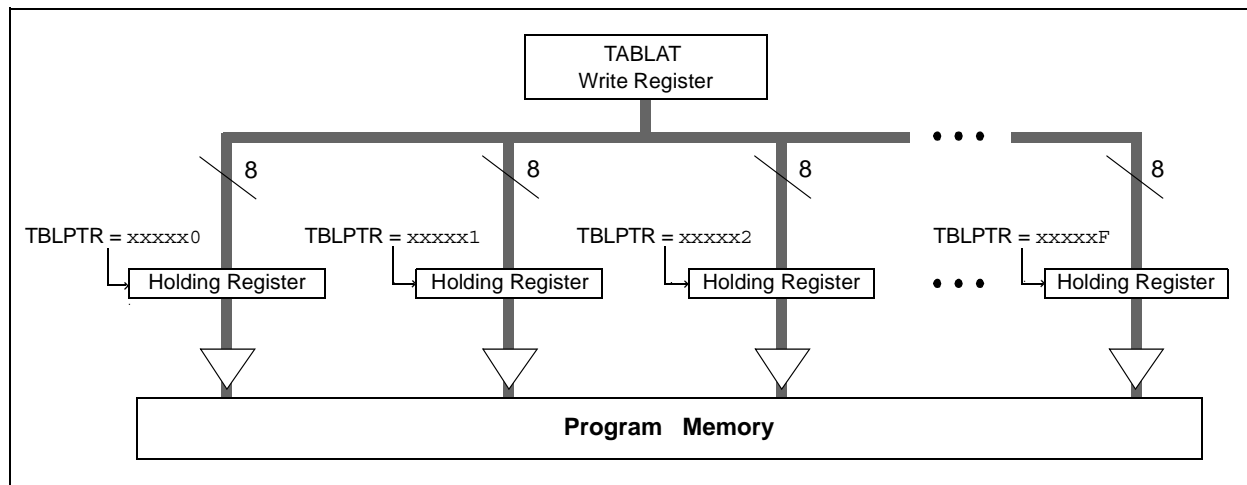 TABLAT
Write Register
8 8 8 8
TBLPTR = xxxxx0 TBLPTR = xxxxx1 TBLPTR = xxxxx2 TBLPTR = xxxxxF
Holding Register Holding Register Holding Register Holding Register
Program Memory